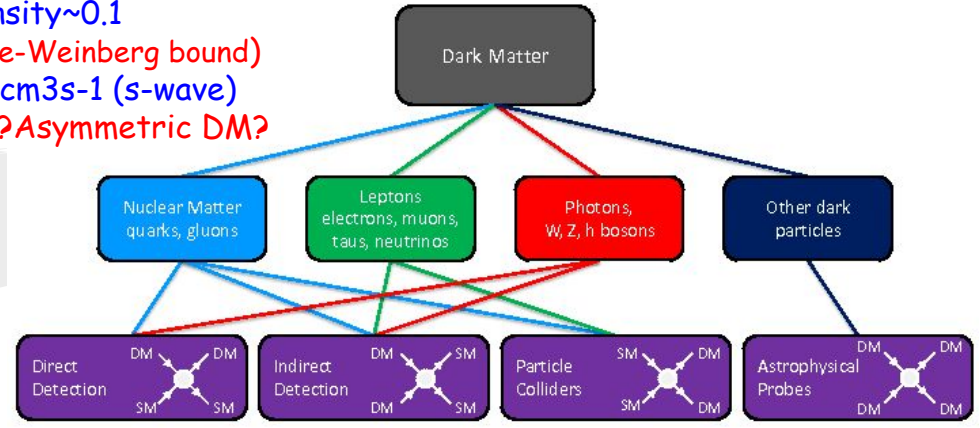 nsity~0.1
e-Weinberg bound)
cm3s-1 (s-wave)
?Asymmetric DM?
Dark Matter
Nuclear Matter
quarks, gluons
Leptons
electrons, muons,
taus, neutrinos
Photons,
W, Z, h bosons
Other dark
particles
Direct
Detection
DM
DM
SM
SM
Indirect
Detection
DM
SM
DM
SM
Particle
Colliders
SM
DM
SM
DM
Astrophysical
Probes
DM
DM
DM
DM